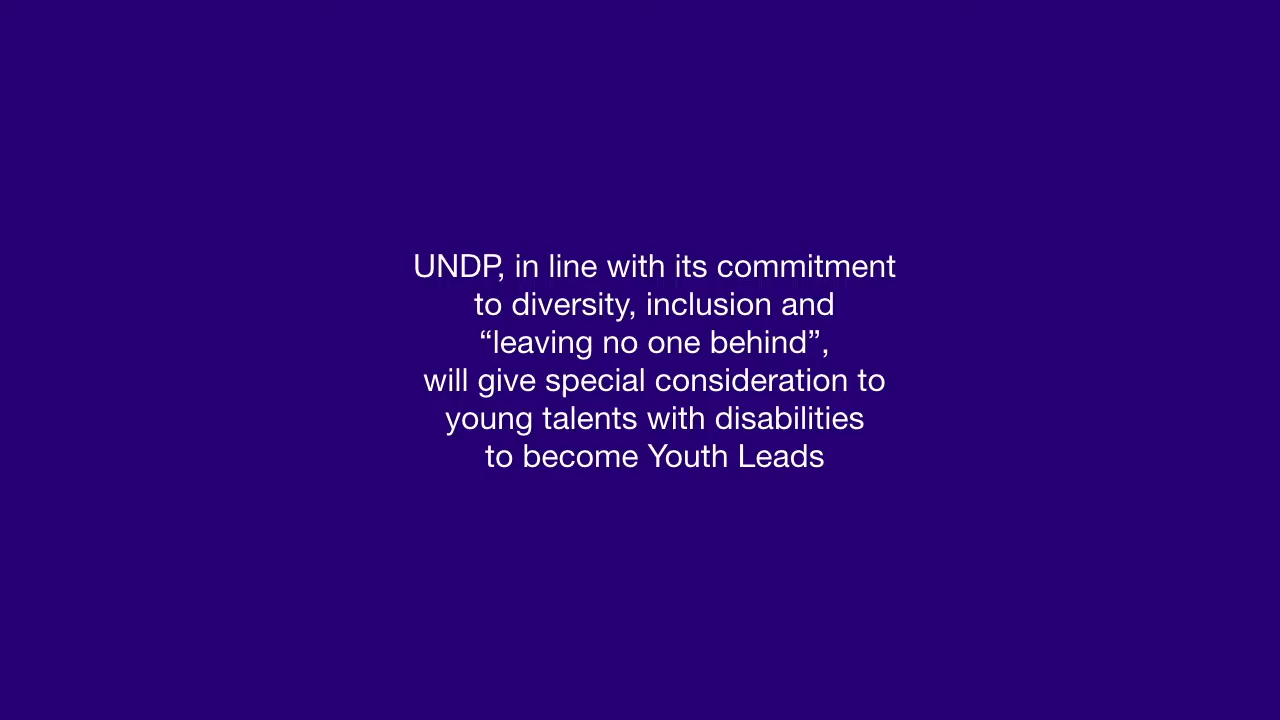 UNDP, in line with its commitment
to diversity, inclusion and
“leaving no one behind”,
will give special consideration to
young talents with disabilities
to become Youth Leads